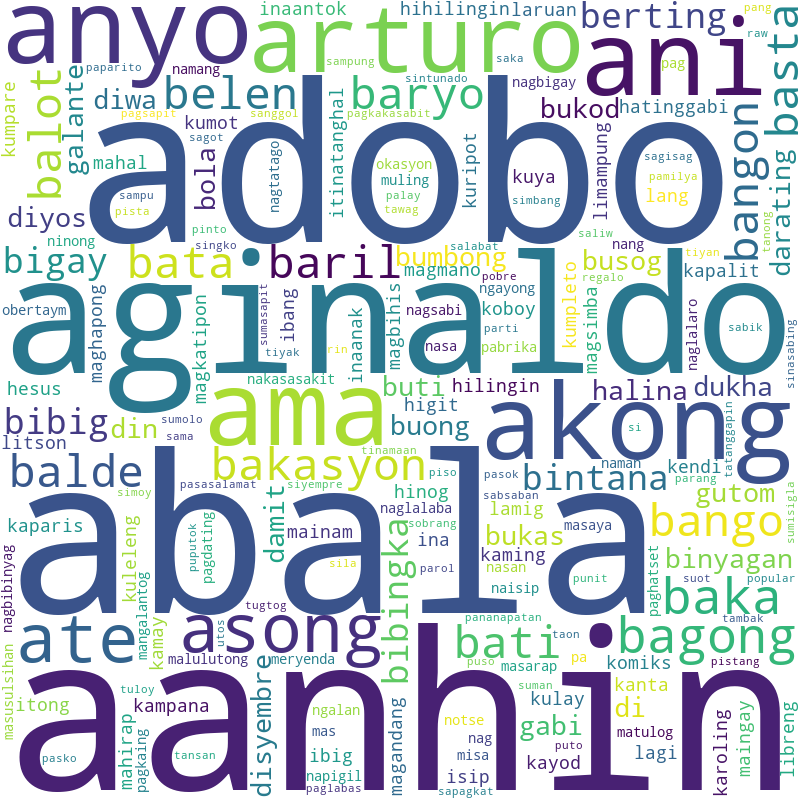 anyo
arturo
ani
adobo
aginaldo
abala
aanhin
inaantok
hihilinginlaruan
berting
basta
pang
raw
paparito
namang
sampung
saka
pag
kumpare
balot
galante
diwa
belen
baryo
sintunado
nagbigay
bukod
hatinggabi
pagsapit
kumot
sanggol
pagkakasabit
mahal
sagot
bola
nagtatago
itinatanghal
okasyon
muling
kuripot
kuya
limampung
sagisag
pamilya
lang
bangon
darating
sampu
palay
simbang
pista
tawag
diyos
pinto
ninong
singko
salabat
saliw
nang
tiyan
tanong
bigay
bata
baril
bumbong
magmano
busog
kapalit
regalo
pobre
ngayong
obertaym
maghapong
magkatipon
sumasapit
ibang
inaanak
magbihis
nagsabi
koboy
kumpleto
magsimba
naglalaro
sabik
sinasabing
tiyak
rin
nasa
parti
pabrika
hesus
nakasasakit
buti
hilingin
halina
dukha
ama
akong
higit
bibig
din
sumolo
sama
buong
si
tatanggapin
litson
tinamaan
balde
bakasyon
piso
pasok
bintana
naman
kendi
parang
simoy
pasasalamat
siyempre
hinog
sabsaban
gutom
sumisigla
kaparis
kuleleng
puputok
pagdating
damit
mainam
naglalaba
sobrang
lamig
masaya
bango
ina
bukas
kaming
binyagan
nagbibinyag
sila
parol
nasan
punit
paghatset
suot
popular
mangalantog
kamay
tugtog
bibingka
naisip
baka
tambak
ate
asong
utos
pananapatan
bati
taon
bagong
malulutong
meryenda
puso
masarap
pa
komiks
pistang
masusulsihan
itong
tuloy
disyembre
suman
kulay
kanta
di
kampana
ngalan
magandang
notse
gabi
mahirap
pagkaing
mas
nag
puto
matulog
karoling
maingay
libreng
pasko
tansan
ibig
napigil
misa
isip
kayod
lagi
paglabas
sapagkat